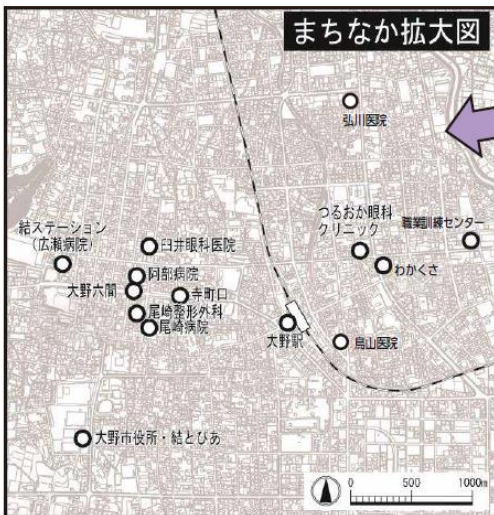 まちなか拡大図
弘川医院
つるおか眼科
クリニック
職業訓練センター
わかくさ
結ステーション
（広瀬病院）
臼井眼科医院
阿部病院
大野六間
寺町口
尾崎整形外科
尾崎病院
大野駅
鳥山医院
大野市役所・結とぴあ
0 500 1000m